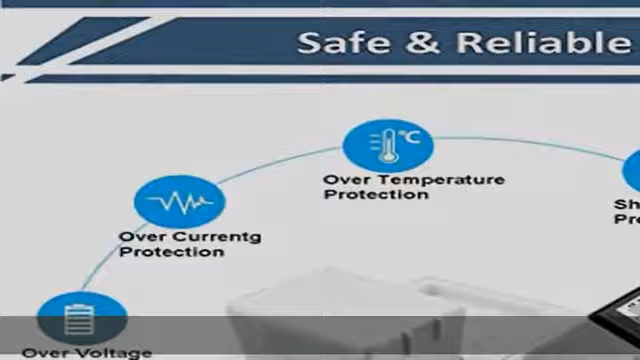 Safe & Reliable
°C
Over Temperature
Protection
Over Currentg
Protection
Over Voltage